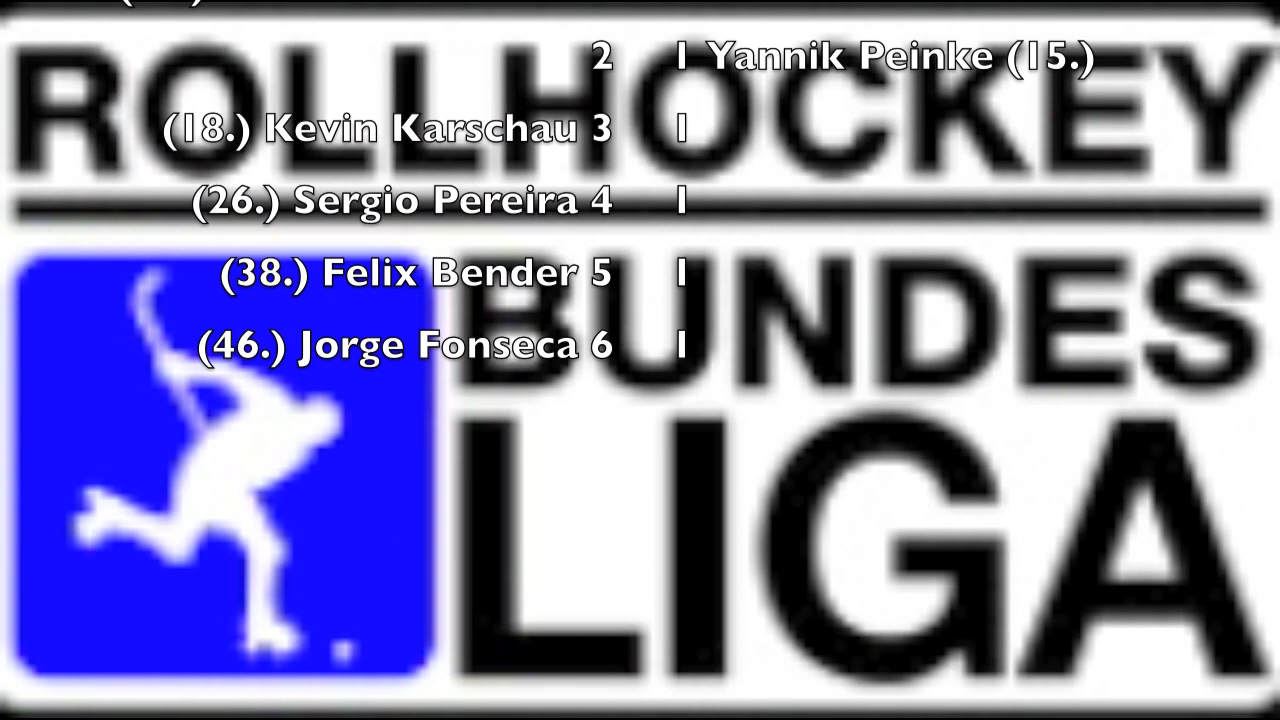 ROLLHOCKEY
BUNDES
LIGA
2 1 Yannik Peinke (15.)
(18.) Kevin Karschau 3 1
(26.) Sergio Pereira 4 1
(38.) Felix Bender 5 1
(46.) Jorge Fonseca 6 1